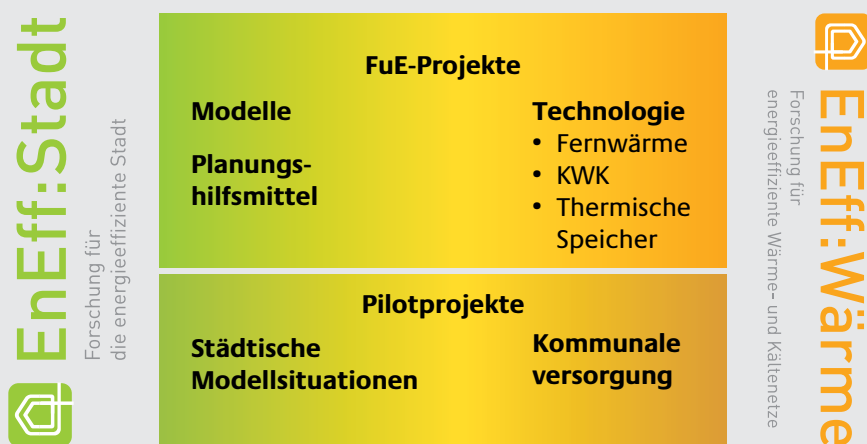 EnEff:Stadt
Forschung für
die energieeffiziente Stadt
FuE-Projekte
Modelle
Planungs-
hilfsmittel
Technologie
• Fernwärme
• KWK
• Thermische
Speicher
Pilotprojekte
Städtische
Modellsituationen
Kommunale
versorgung
EnEff:Wärme
Forschung für
energieeffiziente Wärme- und Kältenetze